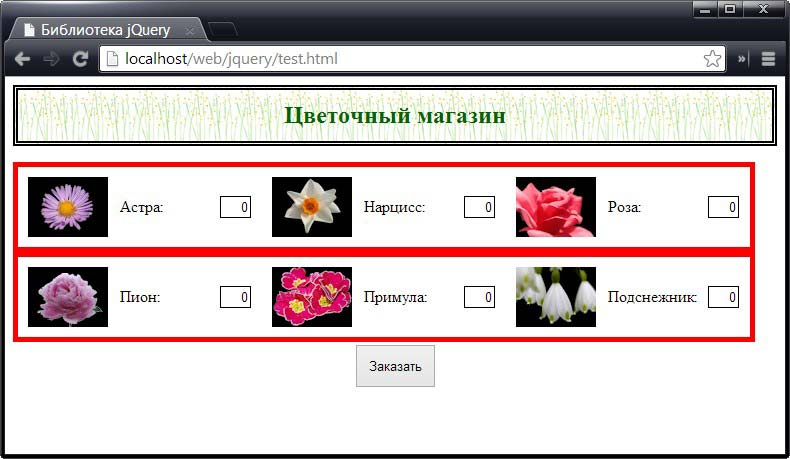 Библиотека jQuery
localhost/web/jquery/test.html
Цветочный магазин
Астра: 0 Нарцисс: 0 Роза: 0
Пион: 0 Примула: 0 Подснежник: 0
Заказать